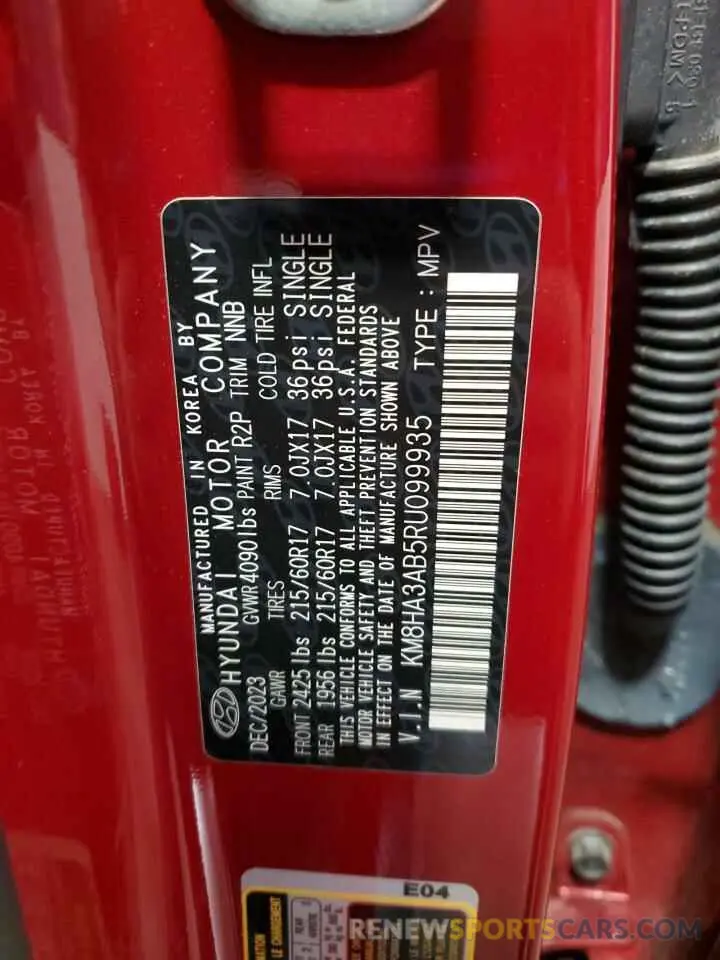 MANUFACTURED IN KOREA BY
HYUNDAI MOTOR COMPANY
DEC/2023 GVWR 4090 lbs PAINT R2P TRIM NNB
GAWR TIRES RIMS COLD TIRE INFL
FRONT 2425 lbs 215/60R17 7.0JX17 36psi SINGLE
REAR 1956 lbs 215/60R17 7.0JX17 36psi SINGLE
THIS VEHICLE CONFORMS TO ALL APPLICABLE U.S.A. FEDERAL
MOTOR VEHICLE SAFETY AND THEFT PREVENTION STANDARDS
IN EFFECT ON THE DATE OF MANUFACTURE SHOWN ABOVE
V.I.N KM8HA3AB5RU099935 TYPE : MPV
E04
LE CHARGEMENT
REAR
RENEWSPORTSCARS.COM